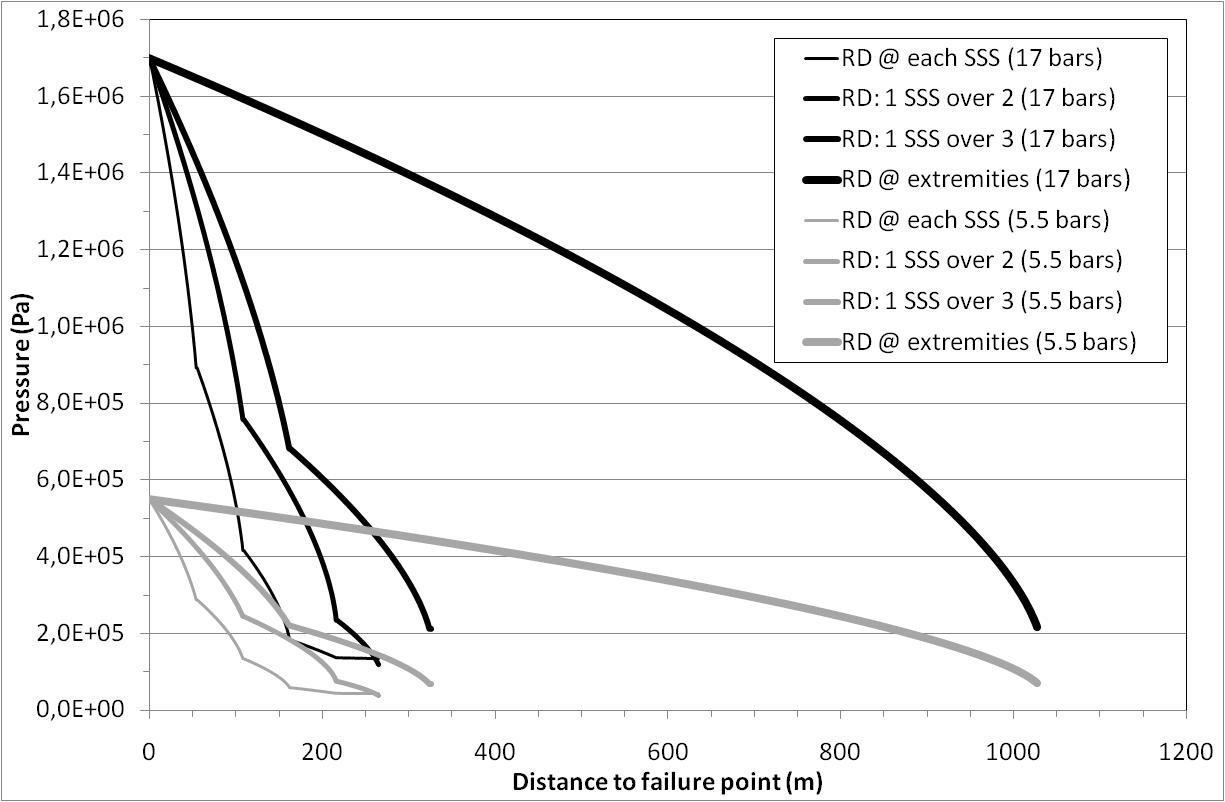 1,8E+06
1,6E+06
1,4E+06
1,2E+06
1,0E+06
8,0E+05
6,0E+05
4,0E+05
2,0E+05
0,0E+00
Pressure (Pa)
RD @ each SSS (17 bars)
RD: 1 SSS over 2 (17 bars)
RD: 1 SSS over 3 (17 bars)
RD @ extremities (17 bars)
RD @ each SSS (5.5 bars)
RD: 1 SSS over 2 (5.5 bars)
RD: 1 SSS over 3 (5.5 bars)
RD @ extremities (5.5 bars)
0 200 400 600 800 1000 1200
Distance to failure point (m)